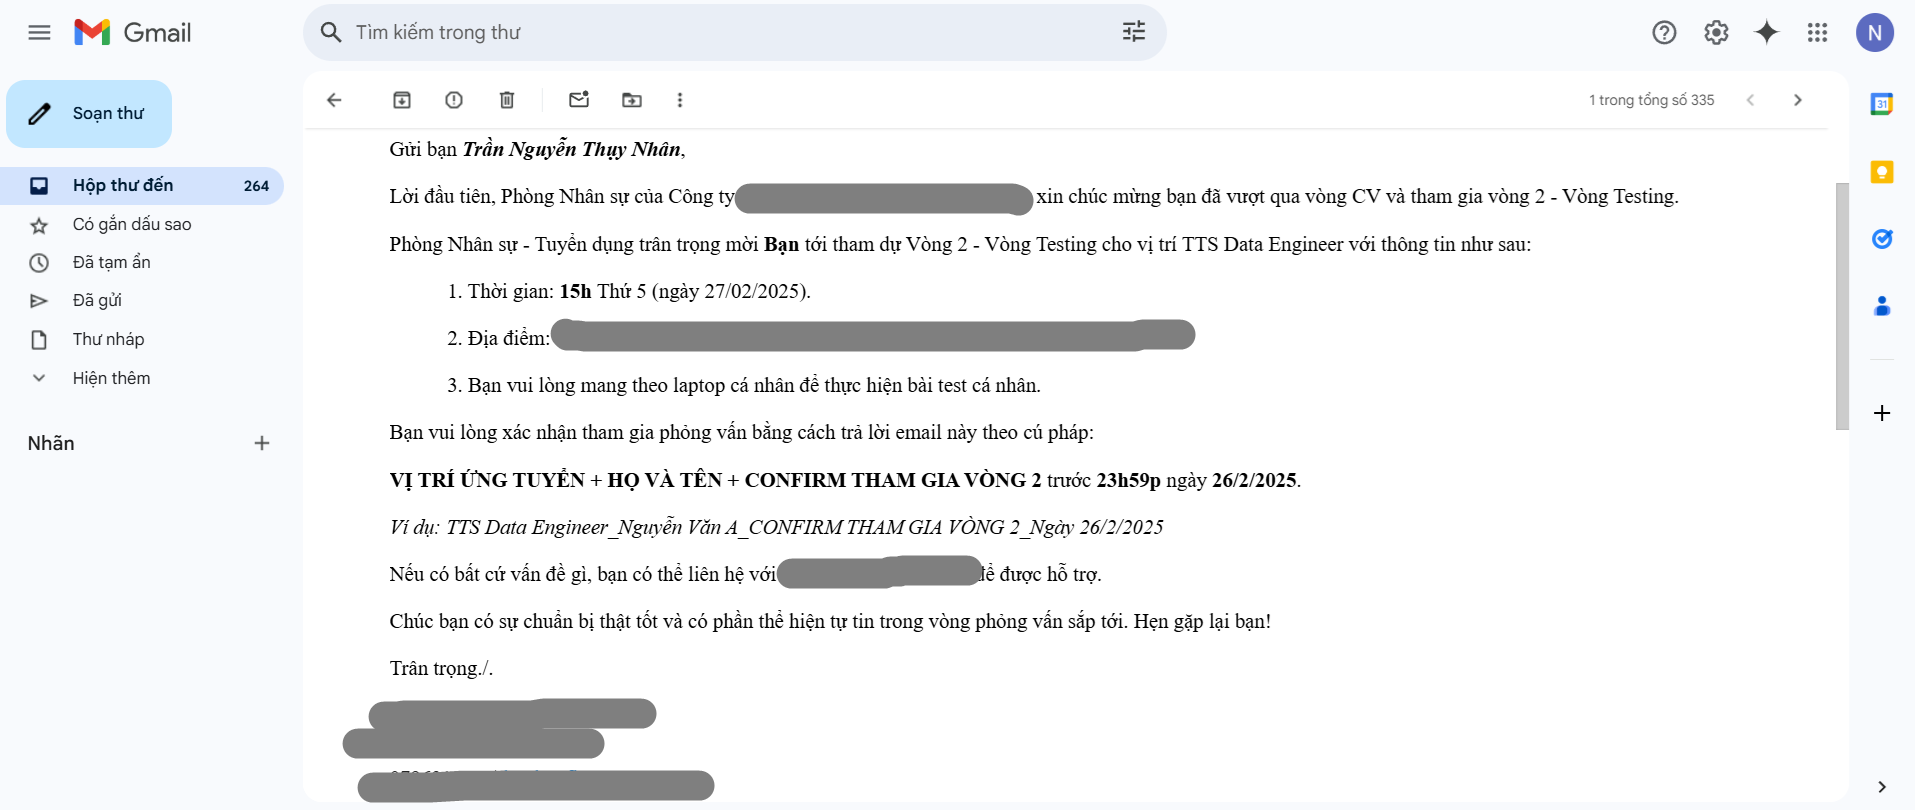 Gmail
Tìm kiếm trong thư
N
Soạn thư
1 trong tổng số 335
31
Hộp thư đến 264
Có gắn dấu sao
Đã tạm ẩn
Đã gửi
Thư nháp
Hiện thêm
Nhãn
Gửi bạn Trần Nguyễn Thụy Nhân,
Lời đầu tiên, Phòng Nhân sự của Công ty xin chúc mừng bạn đã vượt qua vòng CV và tham gia vòng 2 - Vòng Testing.
Phòng Nhân sự - Tuyển dụng trân trọng mời Bạn tới tham dự Vòng 2 - Vòng Testing cho vị trí TTS Data Engineer với thông tin như sau:
1. Thời gian: 15h Thứ 5 (ngày 27/02/2025).
2. Địa điểm:
3. Bạn vui lòng mang theo laptop cá nhân để thực hiện bài test cá nhân.
Bạn vui lòng xác nhận tham gia phỏng vấn bằng cách trả lời email này theo cú pháp:
VỊ TRÍ ỨNG TUYỂN + HỌ VÀ TÊN + CONFIRM THAM GIA VÒNG 2 trước 23h59p ngày 26/2/2025.
Ví dụ: TTS Data Engineer_Nguyễn Văn A_CONFIRM THAM GIA VÒNG 2_Ngày 26/2/2025
Nếu có bất cứ vấn đề gì, bạn có thể liên hệ với để được hỗ trợ.
Chúc bạn có sự chuẩn bị thật tốt và có phần thể hiện tự tin trong vòng phỏng vấn sắp tới. Hẹn gặp lại bạn!
Trân trọng./.